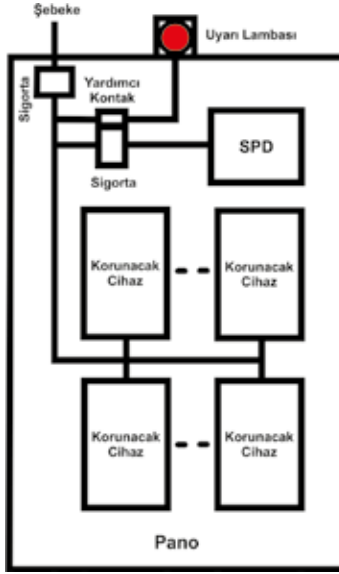 Şebeke
Uyarı Lambası
Sigorta
Yardımcı
Kontak
SPD
Sigorta
Korunacak
Cihaz
Korunacak
Cihaz
Korunacak
Cihaz
Korunacak
Cihaz
Pano